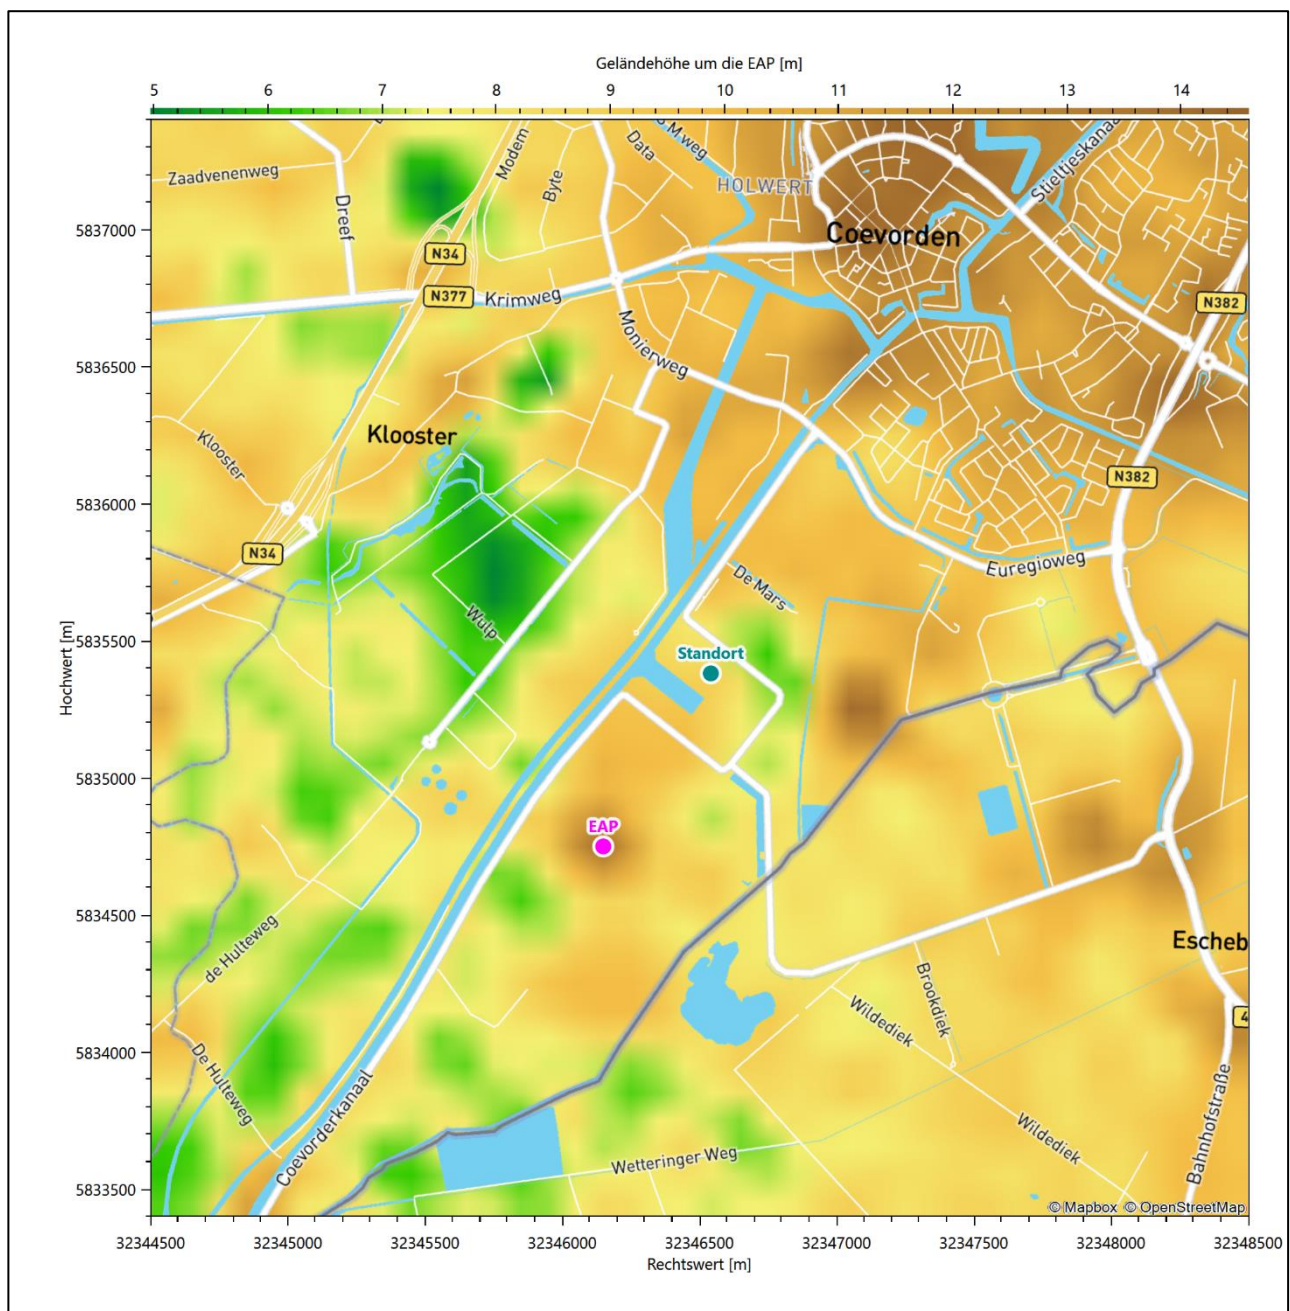 Geländehöhe um die EAP [m]
5 6 7 8 9 10 11 12 13 14
Zaadvenenweg
Dreef
Modem
Byte
Data
M.weg
HOLWERT
Stieltjeskanaa
5837000
Coevorden
N34
N377
Krimweg
N382
Monierweg
5836500
Klooster
Klooster
N382
5836000
N34
Euregioweg
De Mars
Wulp
5835500
Standort
Hochwert [m]
5835000
EAP
5834500
de Hulteweg
Escheb
Brookdiek
Wildediek
4
5834000
De Hulteweg
Coevorderkanaal
Wildediek
Bahnhofstraße
Wetteringer Weg
5833500
© Mapbox © OpenStreetMap
32344500 32345000 32345500 32346000 32346500 32347000 32347500 32348000 32348500
Rechtswert [m]